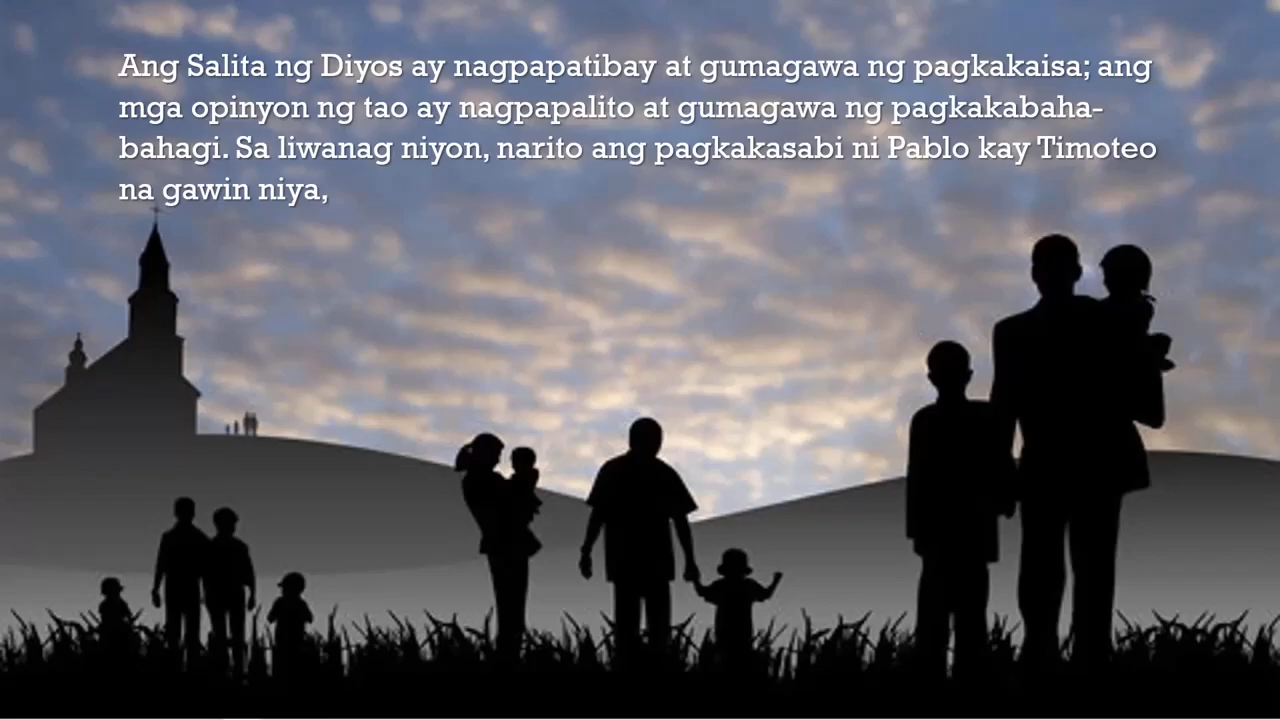 Ang Salita ng Diyos ay nagpapatibay at gumagawa ng pagkakaisa; ang
mga opinyon ng tao ay nagpapalito at gumagawa ng pagkakabaha-
bahagi. Sa liwanag niyon, narito ang pagkakasabi ni Pablo kay Timoteo
na gawin niya,